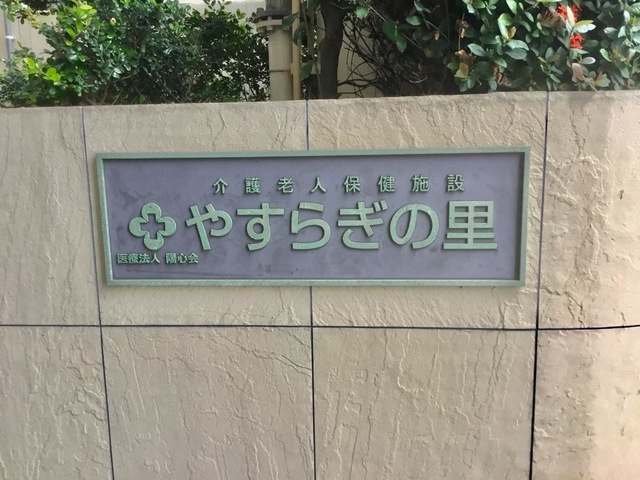 介護老人保健施設
やすらぎの里
医療法人 陽心会